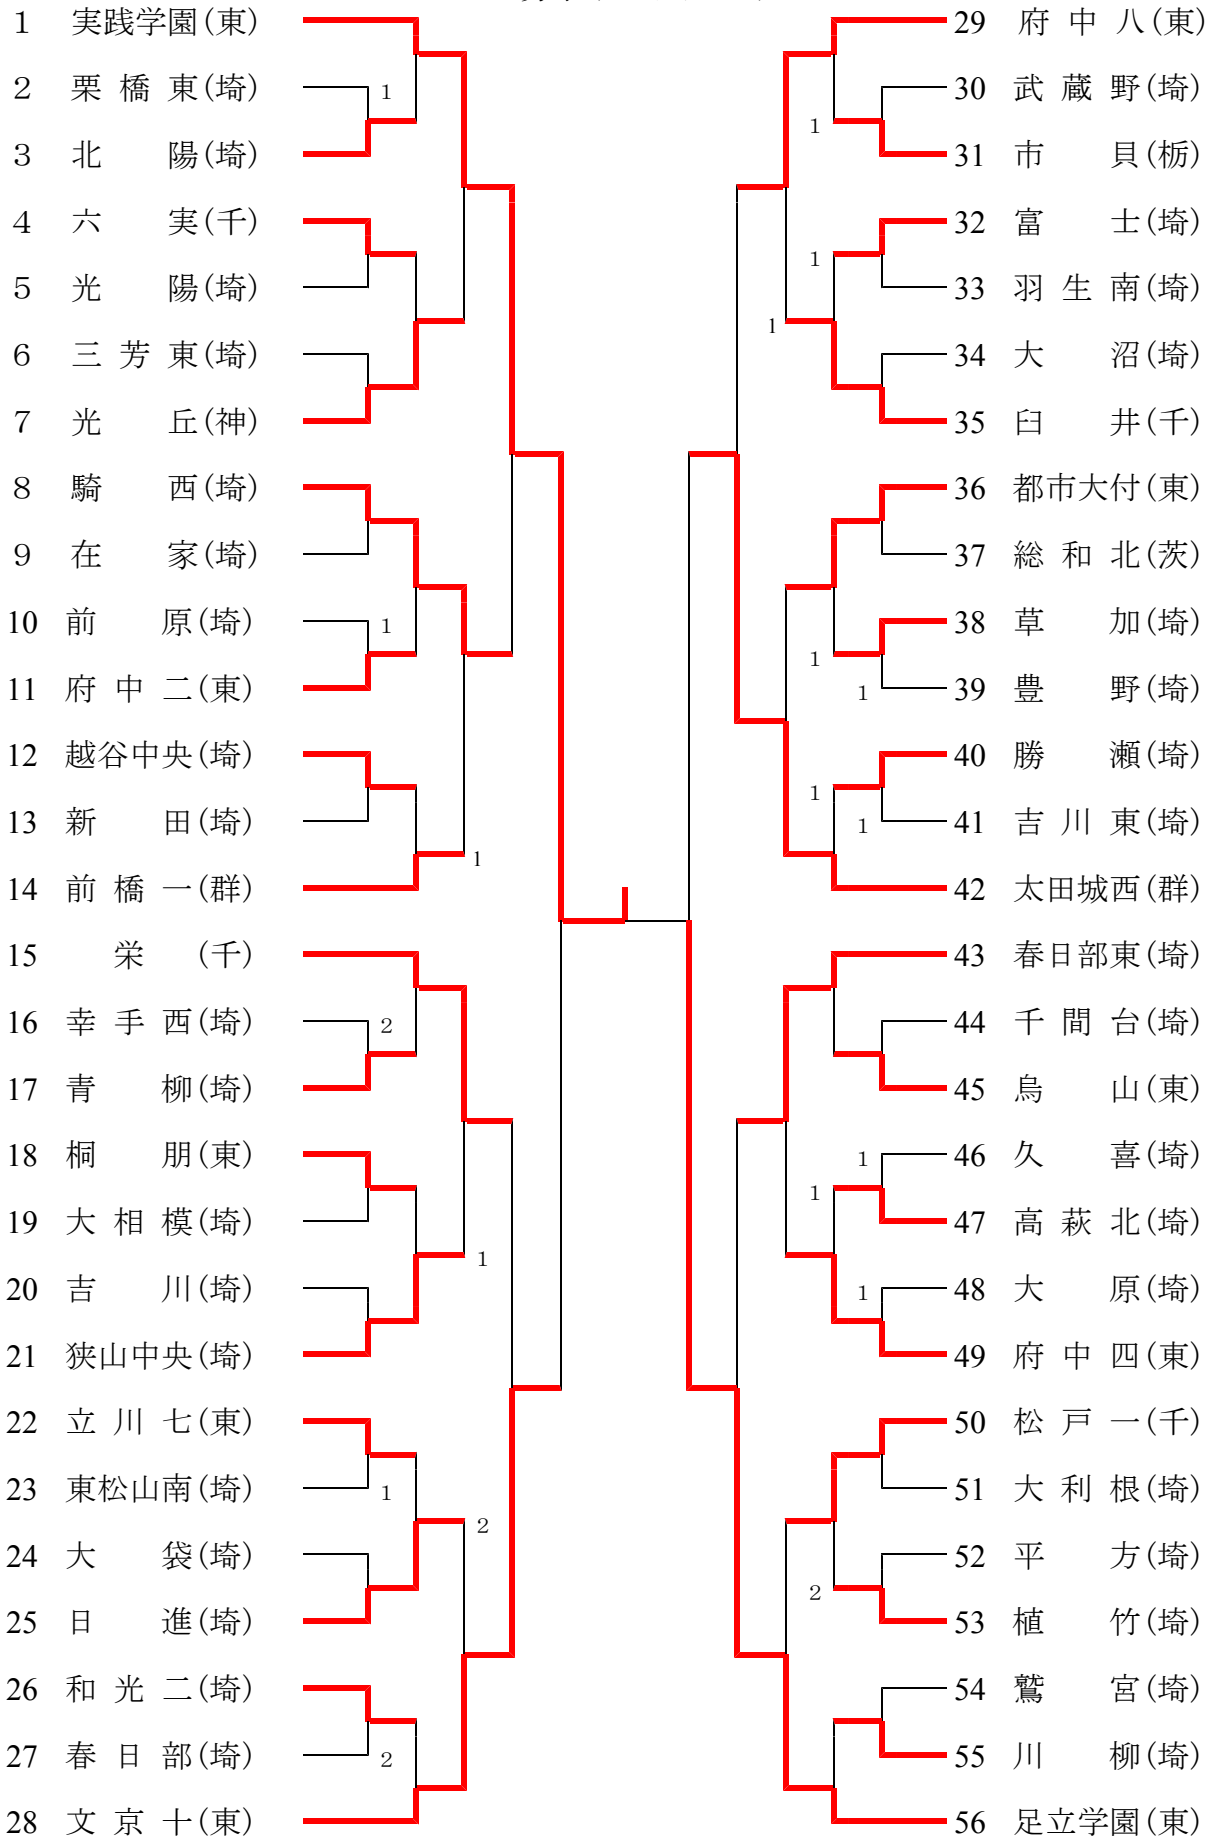 1 実践学園(東)
2 栗橋東(埼)
1
3 北陽(埼)
4 六実(千)
5 光陽(埼)
6 三芳東(埼)
7 光丘(神)
8 騎西(埼)
9 在家(埼)
10 前原(埼)
1
11 府中二(東)
12 越谷中央(埼)
13 新田(埼)
1
14 前橋一(群)
15 栄(千)
16 幸手西(埼)
2
17 青柳(埼)
18 桐朋(東)
19 大相模(埼)
1
20 吉川(埼)
21 狭山中央(埼)
22 立川七(東)
23 東松山南(埼)
1
2
24 大袋(埼)
25 日進(埼)
26 和光二(埼)
27 春日部(埼)
2
28 文京十(東)
29 府中八(東)
30 武蔵野(埼)
1
31 市貝(栃)
32 富士(埼)
1
33 羽生南(埼)
1
34 大沼(埼)
35 臼井(千)
36 都市大付(東)
37 総和北(茨)
38 草加(埼)
1
39 豊野(埼)
1
40 勝瀬(埼)
1
41 吉川東(埼)
1
42 太田城西(群)
43 春日部東(埼)
44 千間台(埼)
45 烏山(東)
46 久喜(埼)
1
1
47 高萩北(埼)
48 大原(埼)
1
49 府中四(東)
50 松戸一(千)
51 大利根(埼)
52 平方(埼)
2
53 植竹(埼)
54 鷲宮(埼)
55 川柳(埼)
56 足立学園(東)